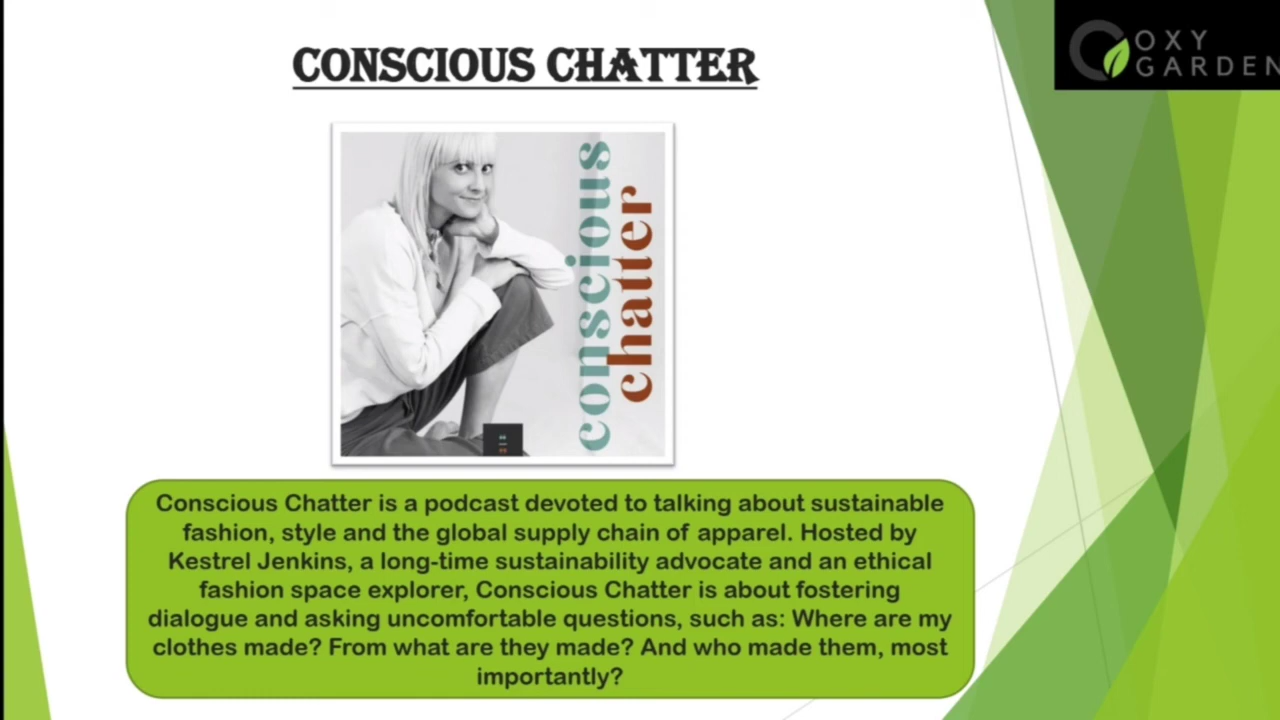 CONSCIOUS CHATTER
OXY
GARDEN
conscious
chatter
Conscious Chatter is a podcast devoted to talking about sustainable
fashion, style and the global supply chain of apparel. Hosted by
Kestrel Jenkins, a long-time sustainability advocate and an ethical
fashion space explorer, Conscious Chatter is about fostering
dialogue and asking uncomfortable questions, such as: Where are my
clothes made? From what are they made? And who made them, most
importantly?